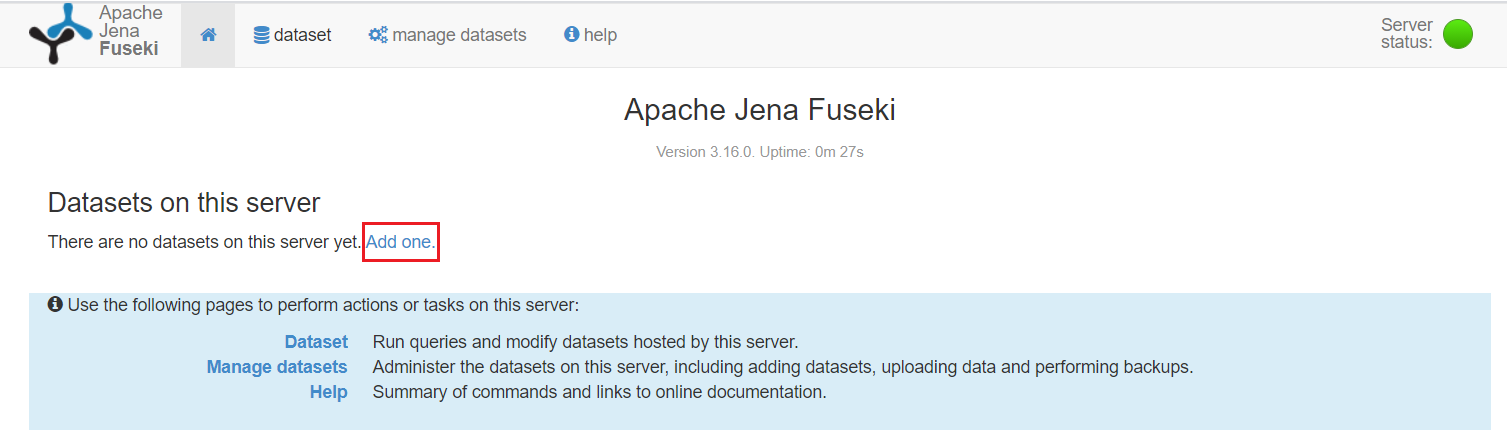 Apache
Jena
Fuseki
dataset
manage datasets
help
Server
status:
Apache Jena Fuseki
Version 3.16.0. Uptime: 0m 27s
Datasets on this server
There are no datasets on this server yet. Add one.
Use the following pages to perform actions or tasks on this server:
Dataset Run queries and modify datasets hosted by this server.
Manage datasets Administer the datasets on this server, including adding datasets, uploading data and performing backups.
Help Summary of commands and links to online documentation.